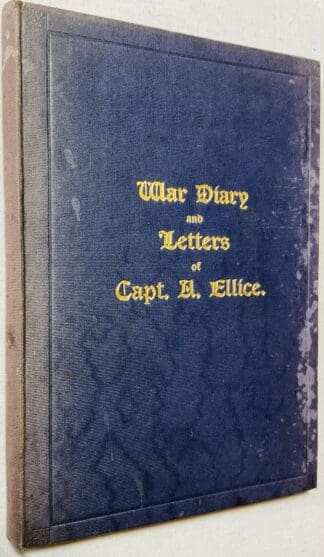 War Diary
and
Letters
of
Capt. A. Ellice.